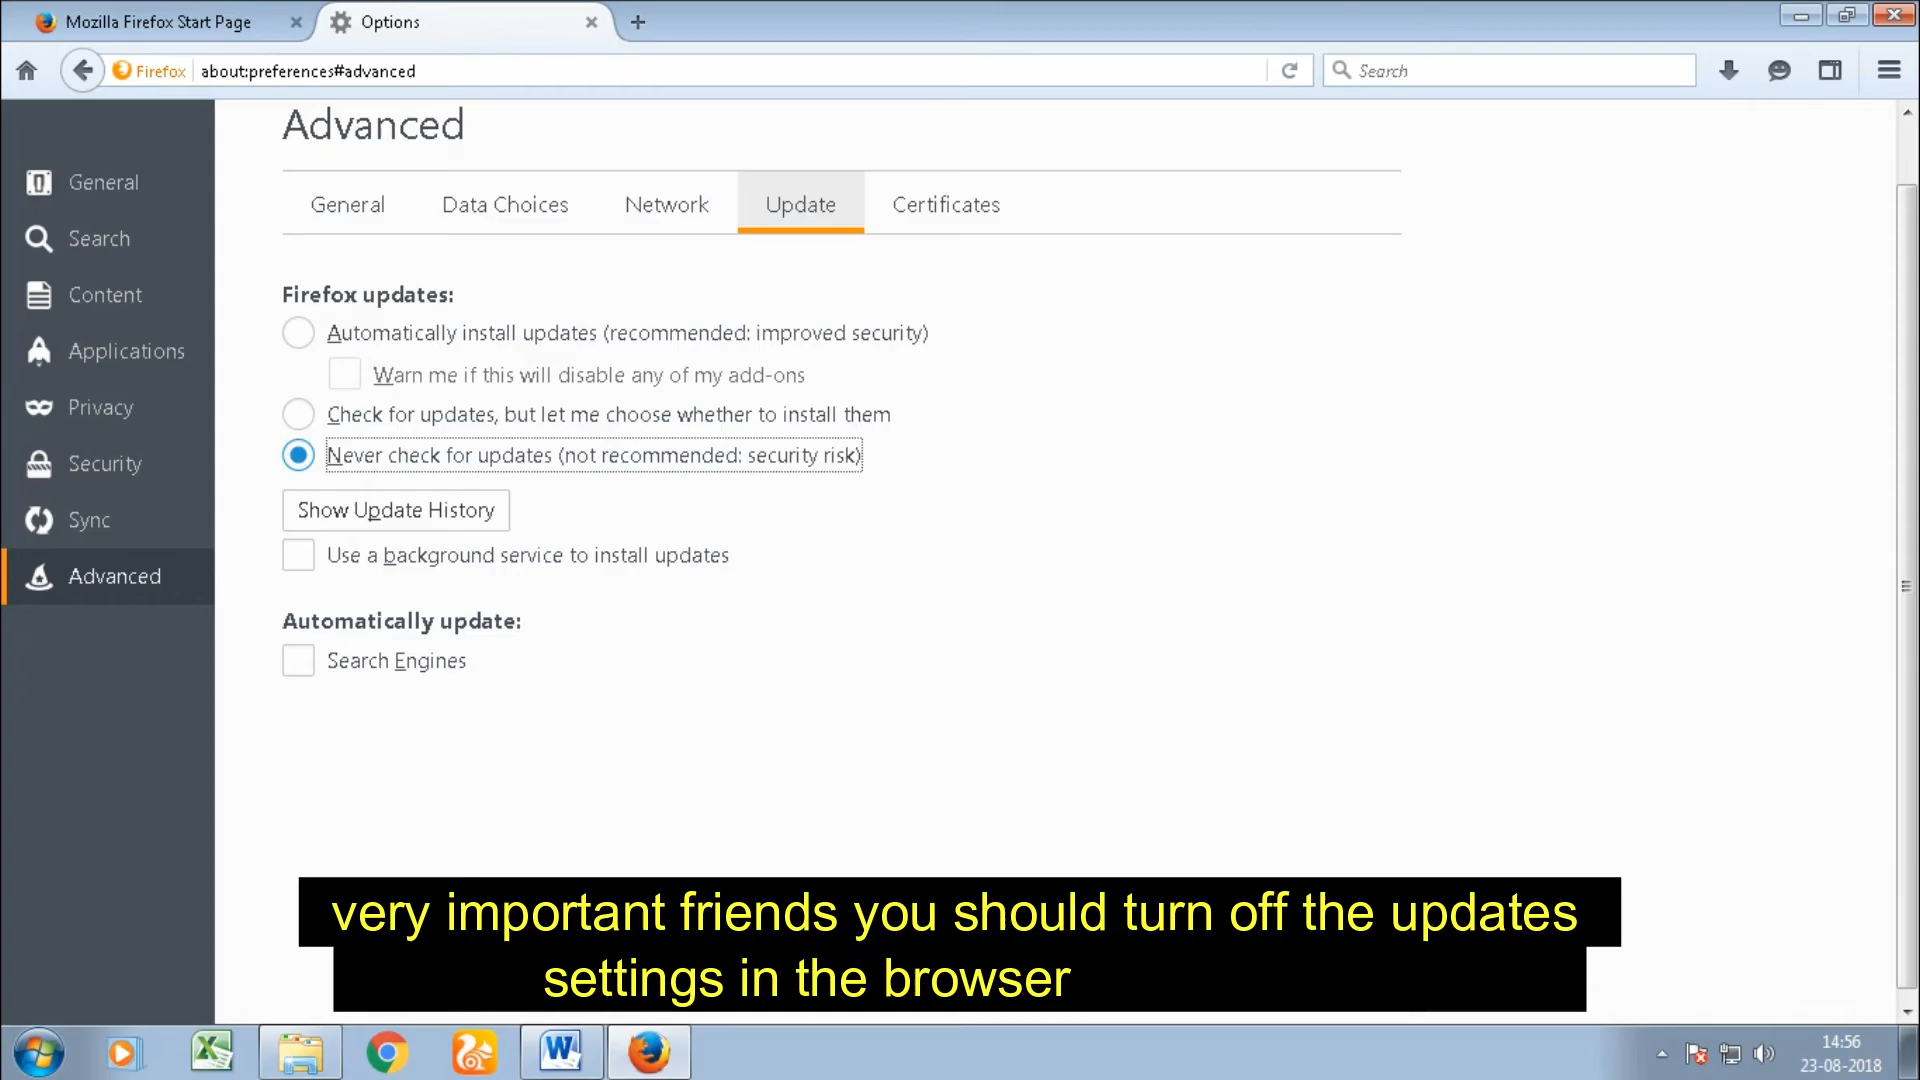 Mozilla Firefox Start Page
Options
Firefox
about:preferences#advanced
Search
Advanced
General
Search
Content
Applications
Privacy
Security
Sync
Advanced
General
Data Choices
Network
Update
Certificates
Firefox updates:
Automatically install updates (recommended: improved security)
Warn me if this will disable any of my add-ons
Check for updates, but let me choose whether to install them
Never check for updates (not recommended: security risk)
Show Update History
Use a background service to install updates
Automatically update:
Search Engines
very important friends you should turn off the updates
settings in the browser
14:56
23-08-2018